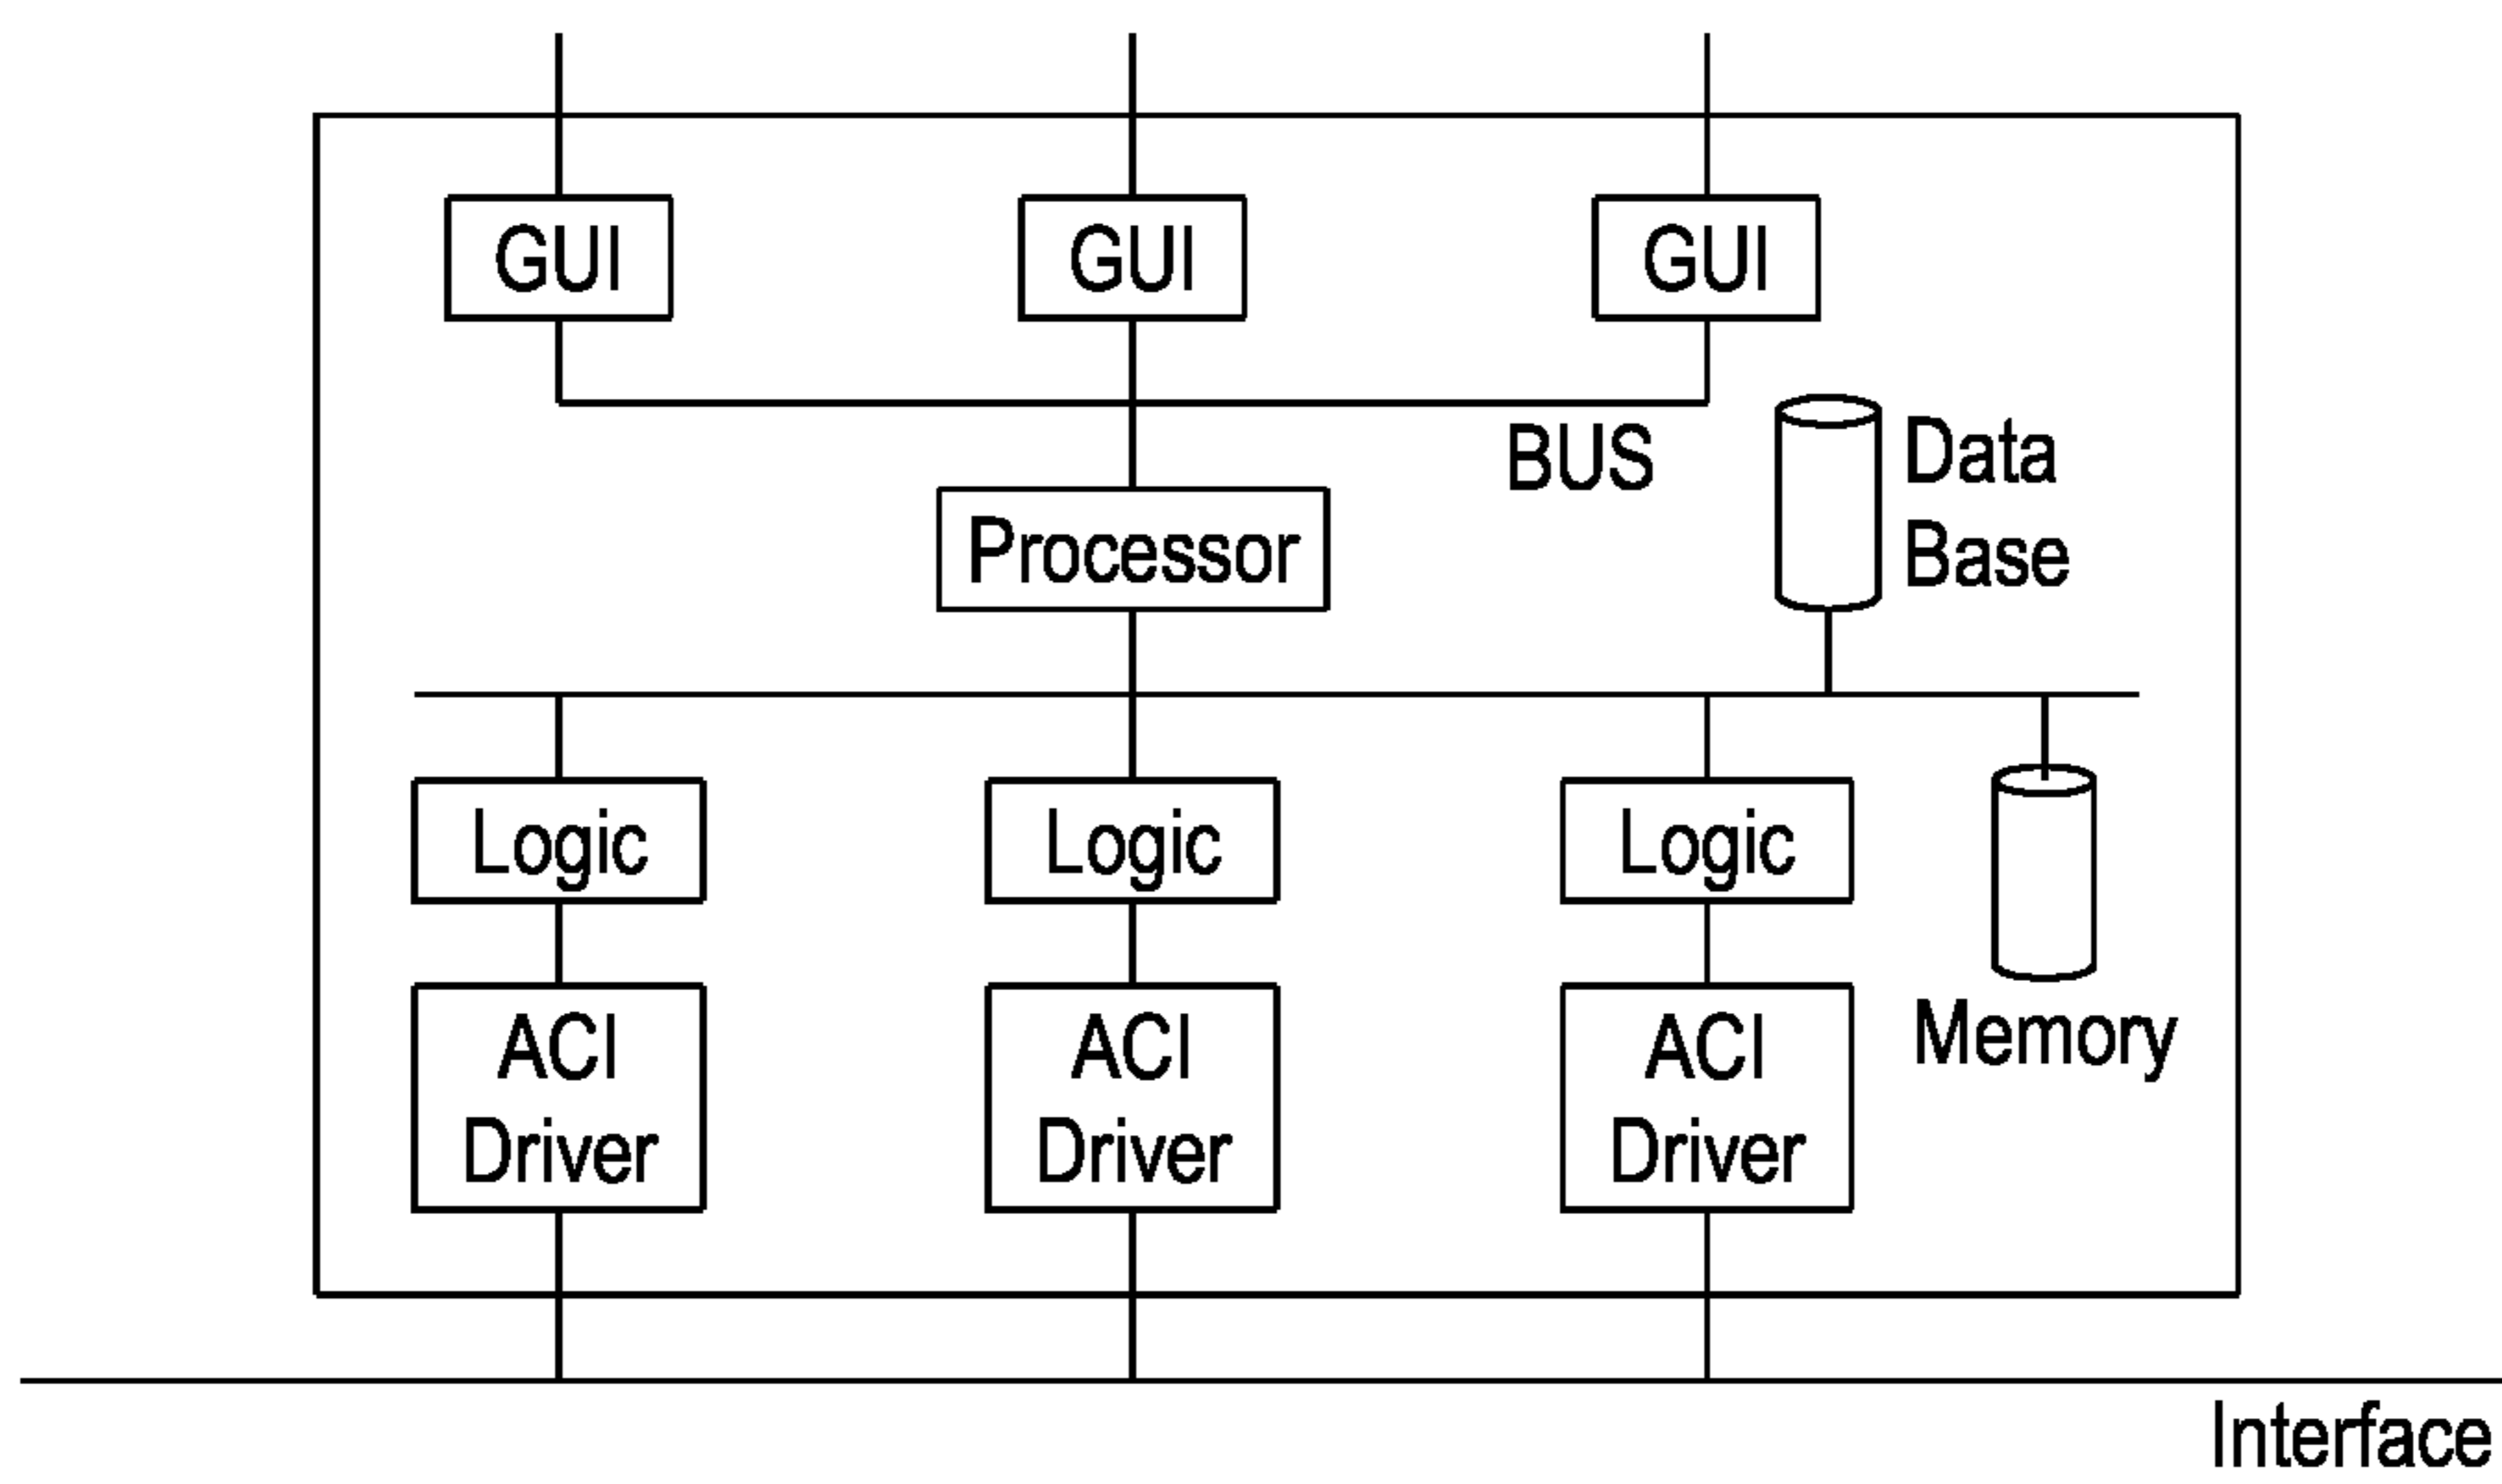 GUI
GUI
GUI
BUS
Data
Base
Processor
Logic
Logic
Logic
ACI
Driver
ACI
Driver
ACI
Driver
Memory
Interface